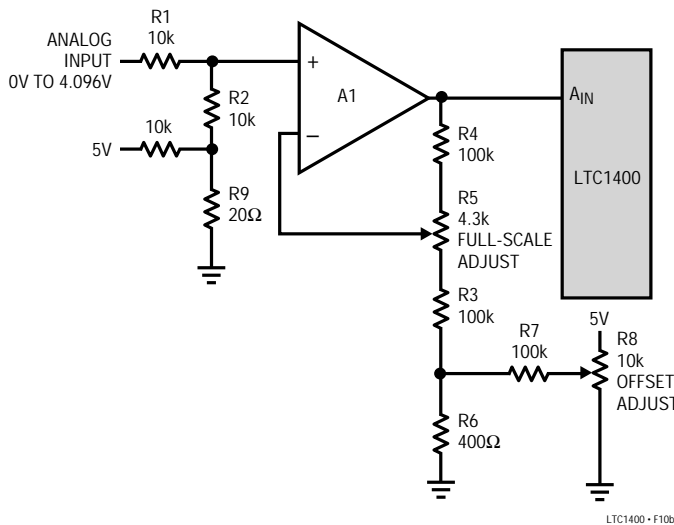 R1
10k
ANALOG
INPUT
0V TO 4.096V
R2
10k
10k
5V
R9
20Ω
+
A1
−
R4
100k
R5
4.3k
FULL-SCALE
ADJUST
R3
100k
R7
100k
R6
400Ω
AIN
LTC1400
5V
R8
10k
OFFSET
ADJUST
LTC1400 • F10b